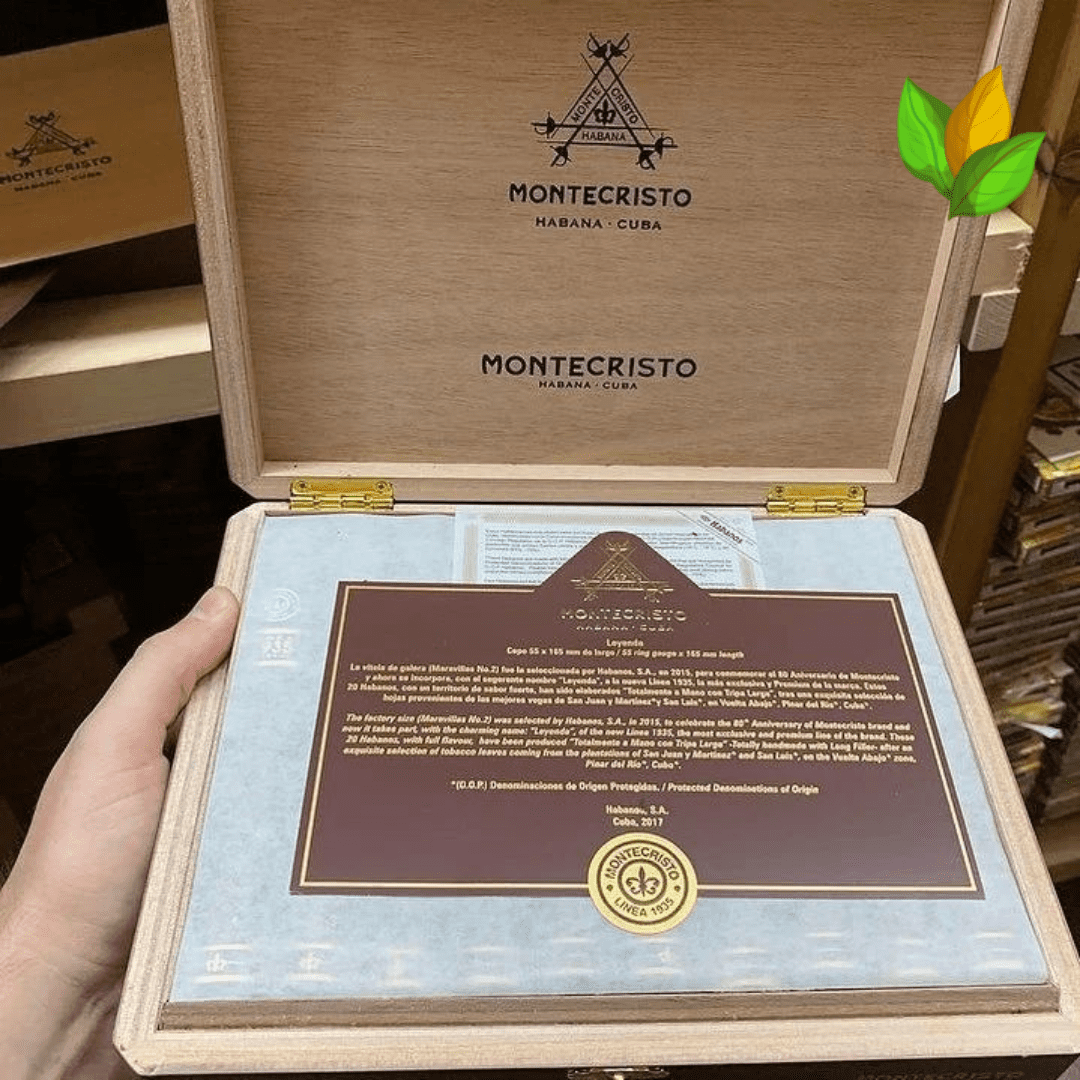 MONTE CRISTO
HABANA
MONTECRISTO
HABANA · CUBA
MONTECRISTO
HABANA · CUBA
MONTECRISTO
HABANA · CUBA
HABANOS
MONTECRISTO
HABANA · CUBA
Leyenda
Cepo 55 x 165 mm de largo / 55 ring gauge x 165 mm length
La vitola de galera (Maravillas No.2) fue la seleccionada por Habanos, S.A., en 2015, para conmemorar el 80 Aniversario de Montecristo
y ahora se incorpora, con el sugerente nombre "Leyenda", a la nueva Línea 1935, la más exclusiva y Premium de la marca. Estos
20 Habanos, con un territorio de sabor fuerte, han sido elaborados "Totalmente a Mano con Tripa Larga", tras una exquisita selección de
hojas provenientes de las mejores vegas de San Juan y Martínez* y San Luis*, en Vuelta Abajo*, Pinar del Río*, Cuba*.
The factory size (Maravillas No.2) was selected by Habanos, S.A., in 2015, to celebrate the 80th Anniversary of Montecristo brand and
now it takes part, with the charming name: "Leyenda", of the new Línea 1935, the most exclusive and premium line of the brand. These
20 Habanos, with full flavour, have been produced "Totalmente a Mano con Tripa Larga" -Totally handmade with Long Filler- after an
exquisite selection of tobacco leaves coming from the plantations of San Juan y Martínez* and San Luis*, en the Vuelta Abajo* zone,
Pinar del Río*, Cuba*.
*(D.O.P.) Denominaciones de Origen Protegidas. / Protected Denominations of Origin
Habanos, S.A.
Cuba, 2017
MONTECRISTO
LINEA 1935